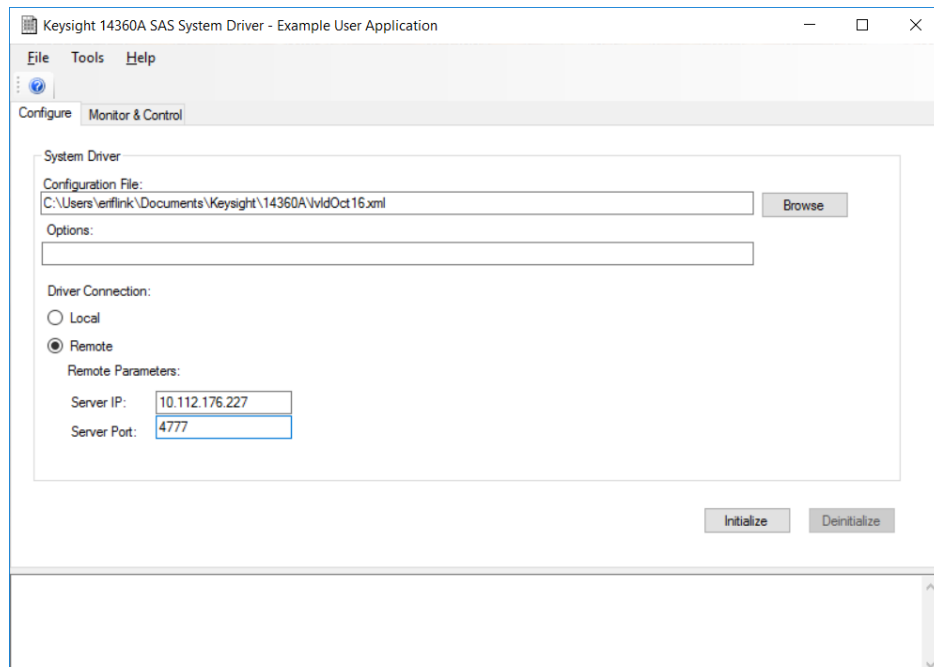 Keysight 14360A SAS System Driver - Example User Application
File Tools Help
Configure Monitor & Control
System Driver
Configuration File:
C:\Users\eriflink\Documents\Keysight\14360A\IvldOct16.xml Browse
Options:
Driver Connection:
Local
Remote
Remote Parameters:
Server IP: 10.112.176.227
Server Port: 4777
Initialize Deinitialize